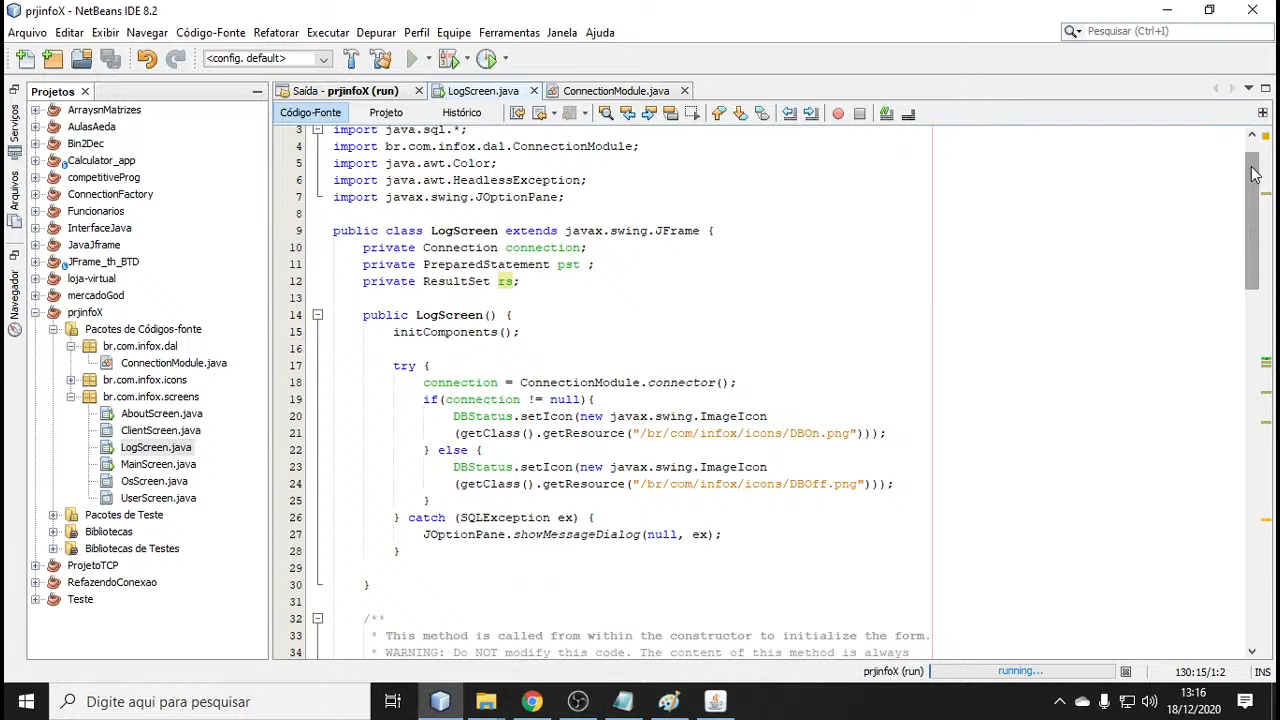 prjinfoX - NetBeans IDE 8.2
Arquivo Editar Exibir Navegar Código-Fonte Refatorar Executar Depurar Perfil Equipe Ferramentas Janela Ajuda
Pesquisar (Ctrl+I)
<config. default>
Projetos
Saída - prjinfoX (run)
LogScreen.java
ConnectionModule.java
Código-Fonte Projeto Histórico
Serviços
Arquivos
Navegador
ArraysnMatrizes
AulasAeda
Bin2Dec
Calculator_app
competitiveProg
ConnectionFactory
Funcionarios
InterfaceJava
JavaJframe
JFrame_th_BTD
loja-virtual
mercadoGod
prjinfoX
Pacotes de Códigos-fonte
br.com.infox.dal
ConnectionModule.java
br.com.infox.icons
br.com.infox.screens
AboutScreen.java
ClientScreen.java
LogScreen.java
MainScreen.java
OsScreen.java
UserScreen.java
Pacotes de Teste
Bibliotecas
Bibliotecas de Testes
ProjetoTCP
RefazendoConexao
Teste
3 import java.sql.*;
4 import br.com.infox.dal.ConnectionModule;
5 import java.awt.Color;
6 import java.awt.HeadlessException;
7 import javax.swing.JOptionPane;
8
9 public class LogScreen extends javax.swing.JFrame {
10 private Connection connection;
11 private PreparedStatement pst ;
12 private ResultSet rs;
13
14 public LogScreen() {
15 initComponents();
16
17 try {
18 connection = ConnectionModule.connector();
19 if(connection != null){
20 DBStatus.setIcon(new javax.swing.ImageIcon
21 (getClass().getResource("/br/com/infox/icons/DBOn.png")));
22 } else {
23 DBStatus.setIcon(new javax.swing.ImageIcon
24 (getClass().getResource("/br/com/infox/icons/DBOff.png")));
25 }
26 } catch (SQLException ex) {
27 JOptionPane.showMessageDialog(null, ex);
28 }
29
30 }
31
32 /**
33 * This method is called from within the constructor to initialize the form.
34 * WARNING: Do NOT modify this code. The content of this method is always
prjinfoX (run) running... 130:15/1:2 INS
Digite aqui para pesquisar
13:16
18/12/2020